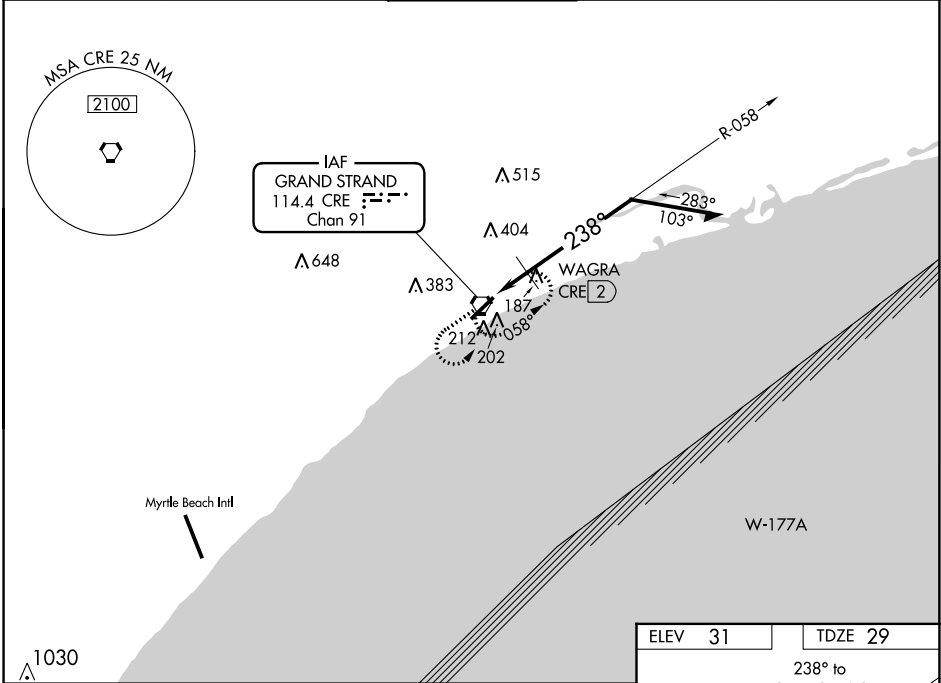 MSA CRE 25 NM
2100
IAF
GRAND STRAND
114.4 CRE
Chan 91
515
404
648
383
R-058
283°
103°
238°
WAGRA
CRE 2
187
058°
212
202
Myrtle Beach Intl
W-177A
1030
ELEV 31
TDZE 29
238° to